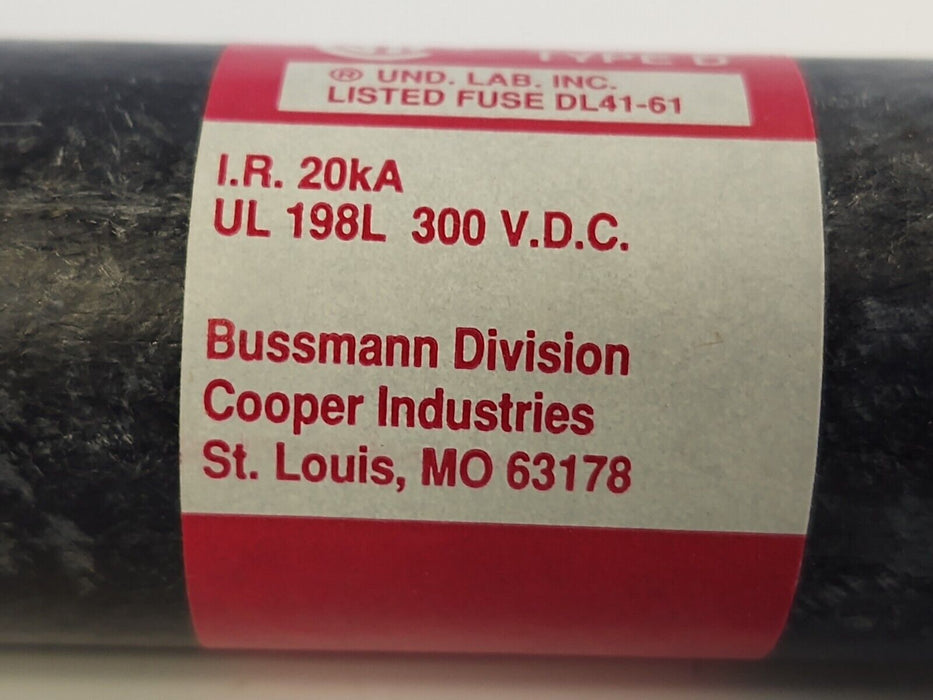 TYPE D
® UND. LAB. INC.
LISTED FUSE DL41-61
I.R. 20kA
UL 198L 300 V.D.C.
Bussmann Division
Cooper Industries
St. Louis, MO 63178